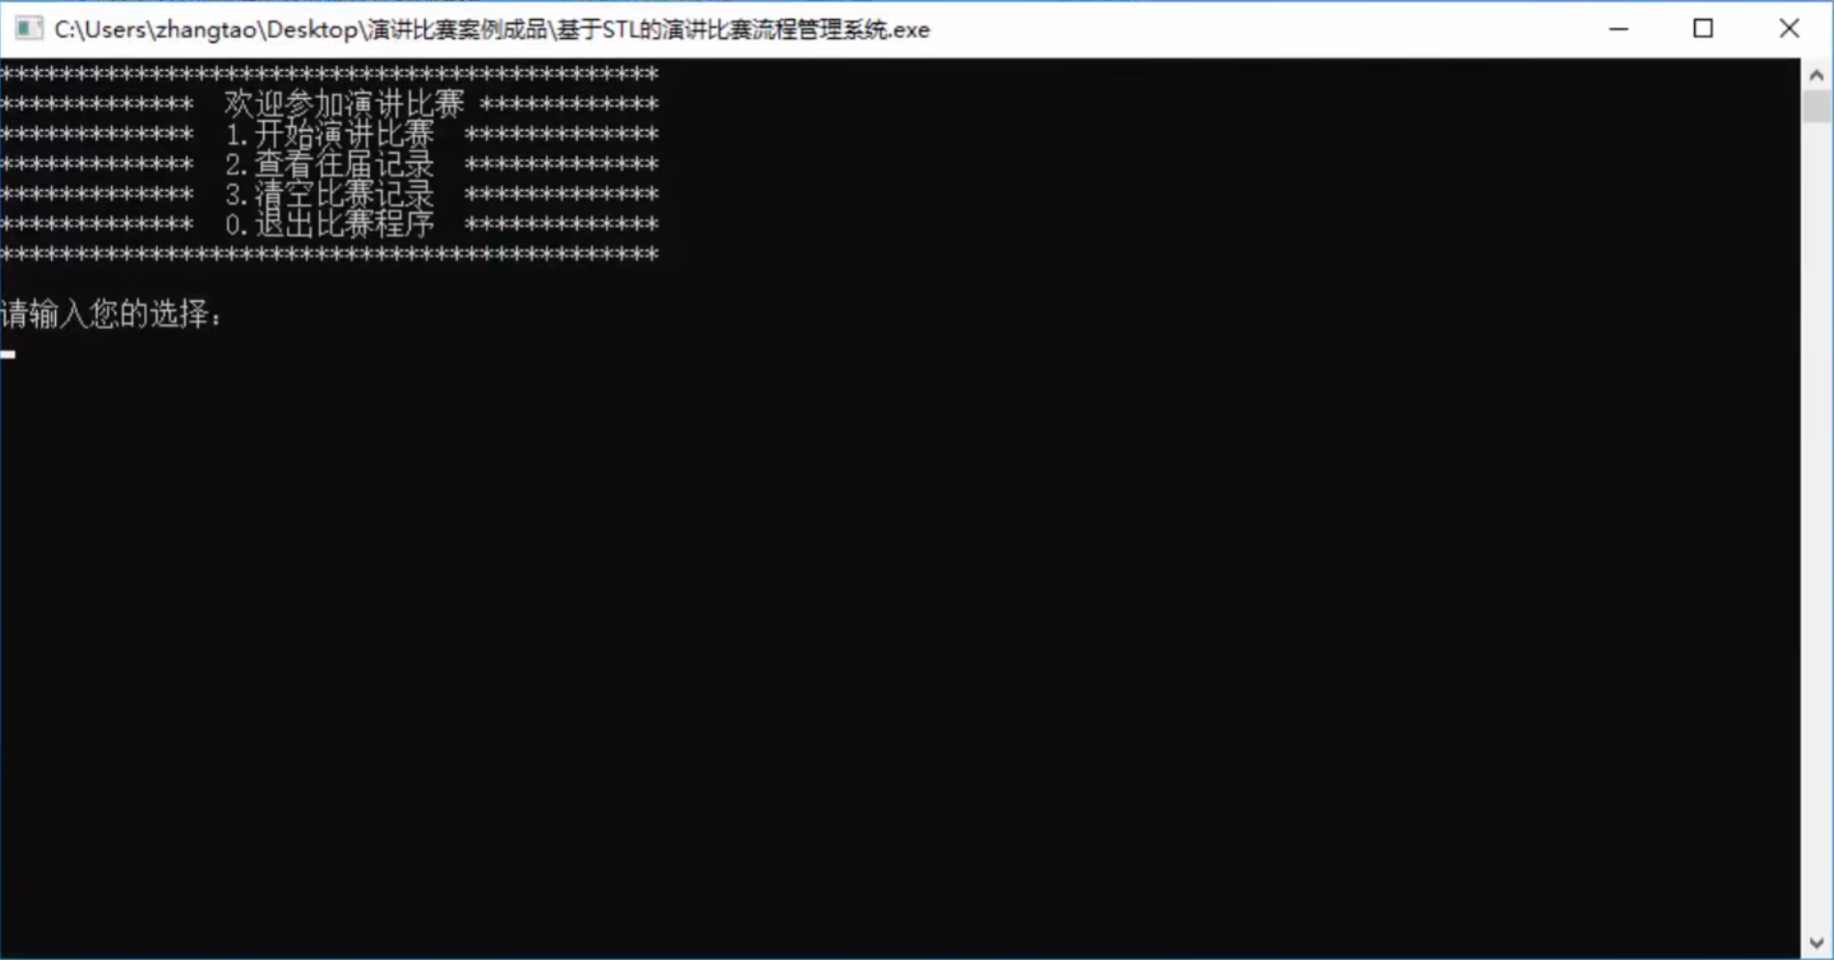 C:\Users\zhangtao\Desktop\演讲比赛案例成品\基于STL的演讲比赛流程管理系统.exe
********************************************
************* 欢迎参加演讲比赛 ************
************* 1.开始演讲比赛 *************
************* 2.查看往届记录 *************
************* 3.清空比赛记录 *************
************* 0.退出比赛程序 *************
********************************************
请输入您的选择：